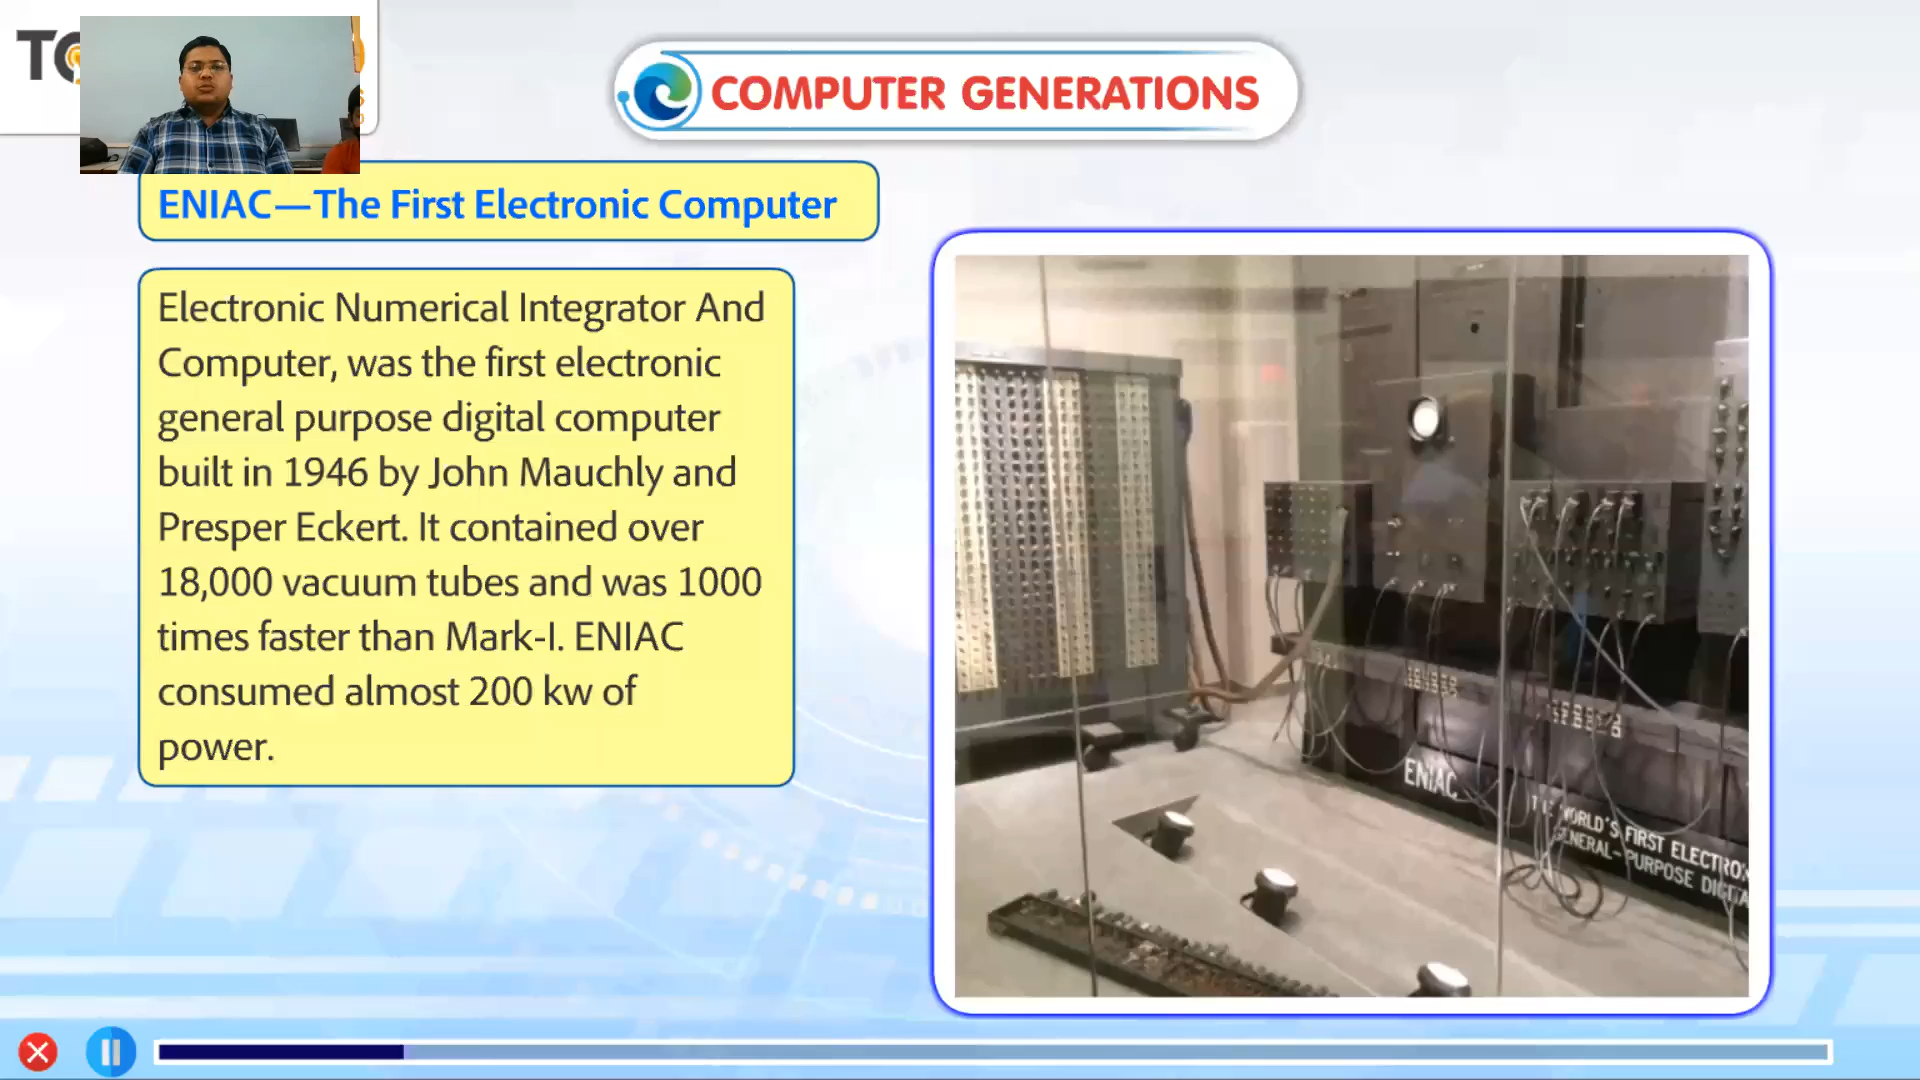 COMPUTER GENERATIONS
ENIAC—The First Electronic Computer
Electronic Numerical Integrator And
Computer, was the first electronic
general purpose digital computer
built in 1946 by John Mauchly and
Presper Eckert. It contained over
18,000 vacuum tubes and was 1000
times faster than Mark-I. ENIAC
consumed almost 200 kw of
power.
ENIAC
WORLD'S FIRST ELECTRO
GENERAL-PURPOSE